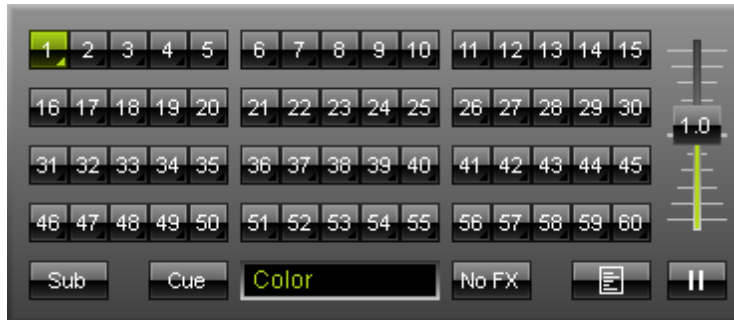 1 2 3 4 5 6 7 8 9 10 11 12 13 14 15
16 17 18 19 20 21 22 23 24 25 26 27 28 29 30
1.0
31 32 33 34 35 36 37 38 39 40 41 42 43 44 45
46 47 48 49 50 51 52 53 54 55 56 57 58 59 60
Sub Cue Color No FX